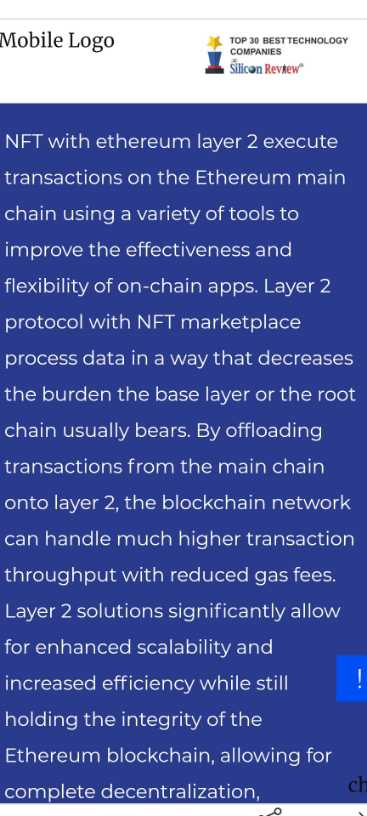 Mobile Logo
TOP 30 BEST TECHNOLOGY
COMPANIES
THE
Silicon Review
NFT with ethereum layer 2 execute
transactions on the Ethereum main
chain using a variety of tools to
improve the effectiveness and
flexibility of on-chain apps. Layer 2
protocol with NFT marketplace
process data in a way that decreases
the burden the base layer or the root
chain usually bears. By offloading
transactions from the main chain
onto layer 2, the blockchain network
can handle much higher transaction
throughput with reduced gas fees.
Layer 2 solutions significantly allow
for enhanced scalability and
increased efficiency while still
!
holding the integrity of the
Ethereum blockchain, allowing for
complete decentralization,
ch